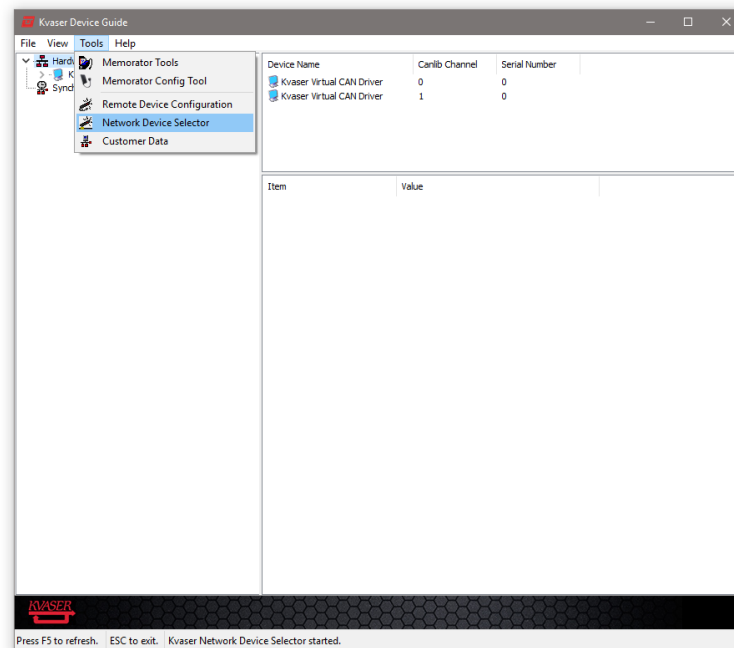 Kvaser Device Guide
File View Tools Help
Hard
K
Synch
Memorator Tools
Memorator Config Tool
Remote Device Configuration
Network Device Selector
Customer Data
Device Name Canlib Channel Serial Number
Kvaser Virtual CAN Driver 0 0
Kvaser Virtual CAN Driver 1 0
Item Value
KVASER
Press F5 to refresh. ESC to exit. Kvaser Network Device Selector started.